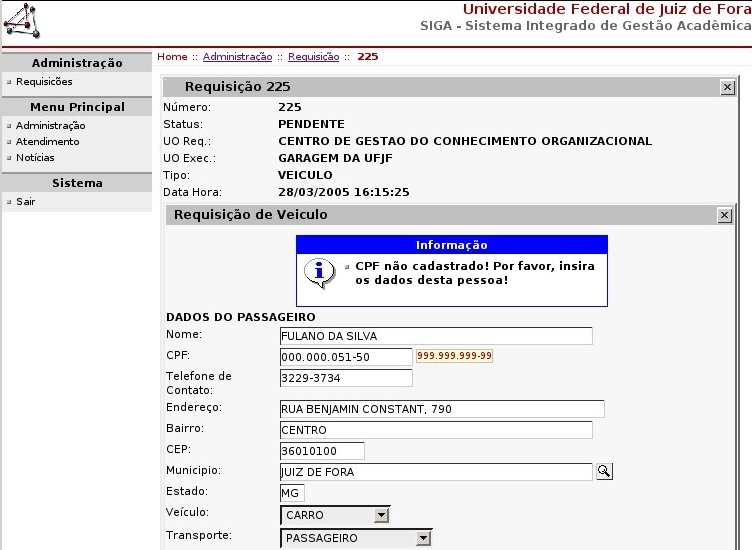 Universidade Federal de Juiz de Fora
SIGA - Sistema Integrado de Gestão Acadêmica
Administração
Requisicões
Menu Principal
Administração
Atendimento
Notícias
Sistema
Sair
Home :: Administração :: Requisição :: 225
Requisição 225
Número: 225
Status: PENDENTE
UO Req.: CENTRO DE GESTAO DO CONHECIMENTO ORGANIZACIONAL
UO Exec.: GARAGEM DA UFJF
Tipo: VEICULO
Data Hora: 28/03/2005 16:15:25
Requisição de Veiculo
Informação
CPF não cadastrado! Por favor, insira
os dados desta pessoa!
DADOS DO PASSAGEIRO
Nome: FULANO DA SILVA
CPF: 000.000.051-50 999.999.999-99
Telefone de
Contato: 3229-3734
Endereço: RUA BENJAMIN CONSTANT, 790
Bairro: CENTRO
CEP: 36010100
Municipio: JUIZ DE FORA
Estado: MG
Veículo: CARRO
Transporte: PASSAGEIRO